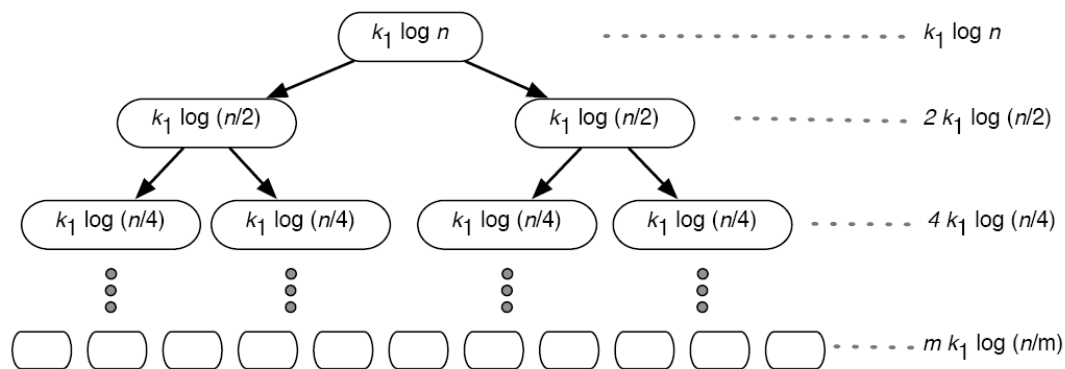 k₁ log n k₁ log n
k₁ log (n/2) k₁ log (n/2) 2 k₁ log (n/2)
k₁ log (n/4) k₁ log (n/4) k₁ log (n/4) k₁ log (n/4) 4 k₁ log (n/4)
m k₁ log (n/m)